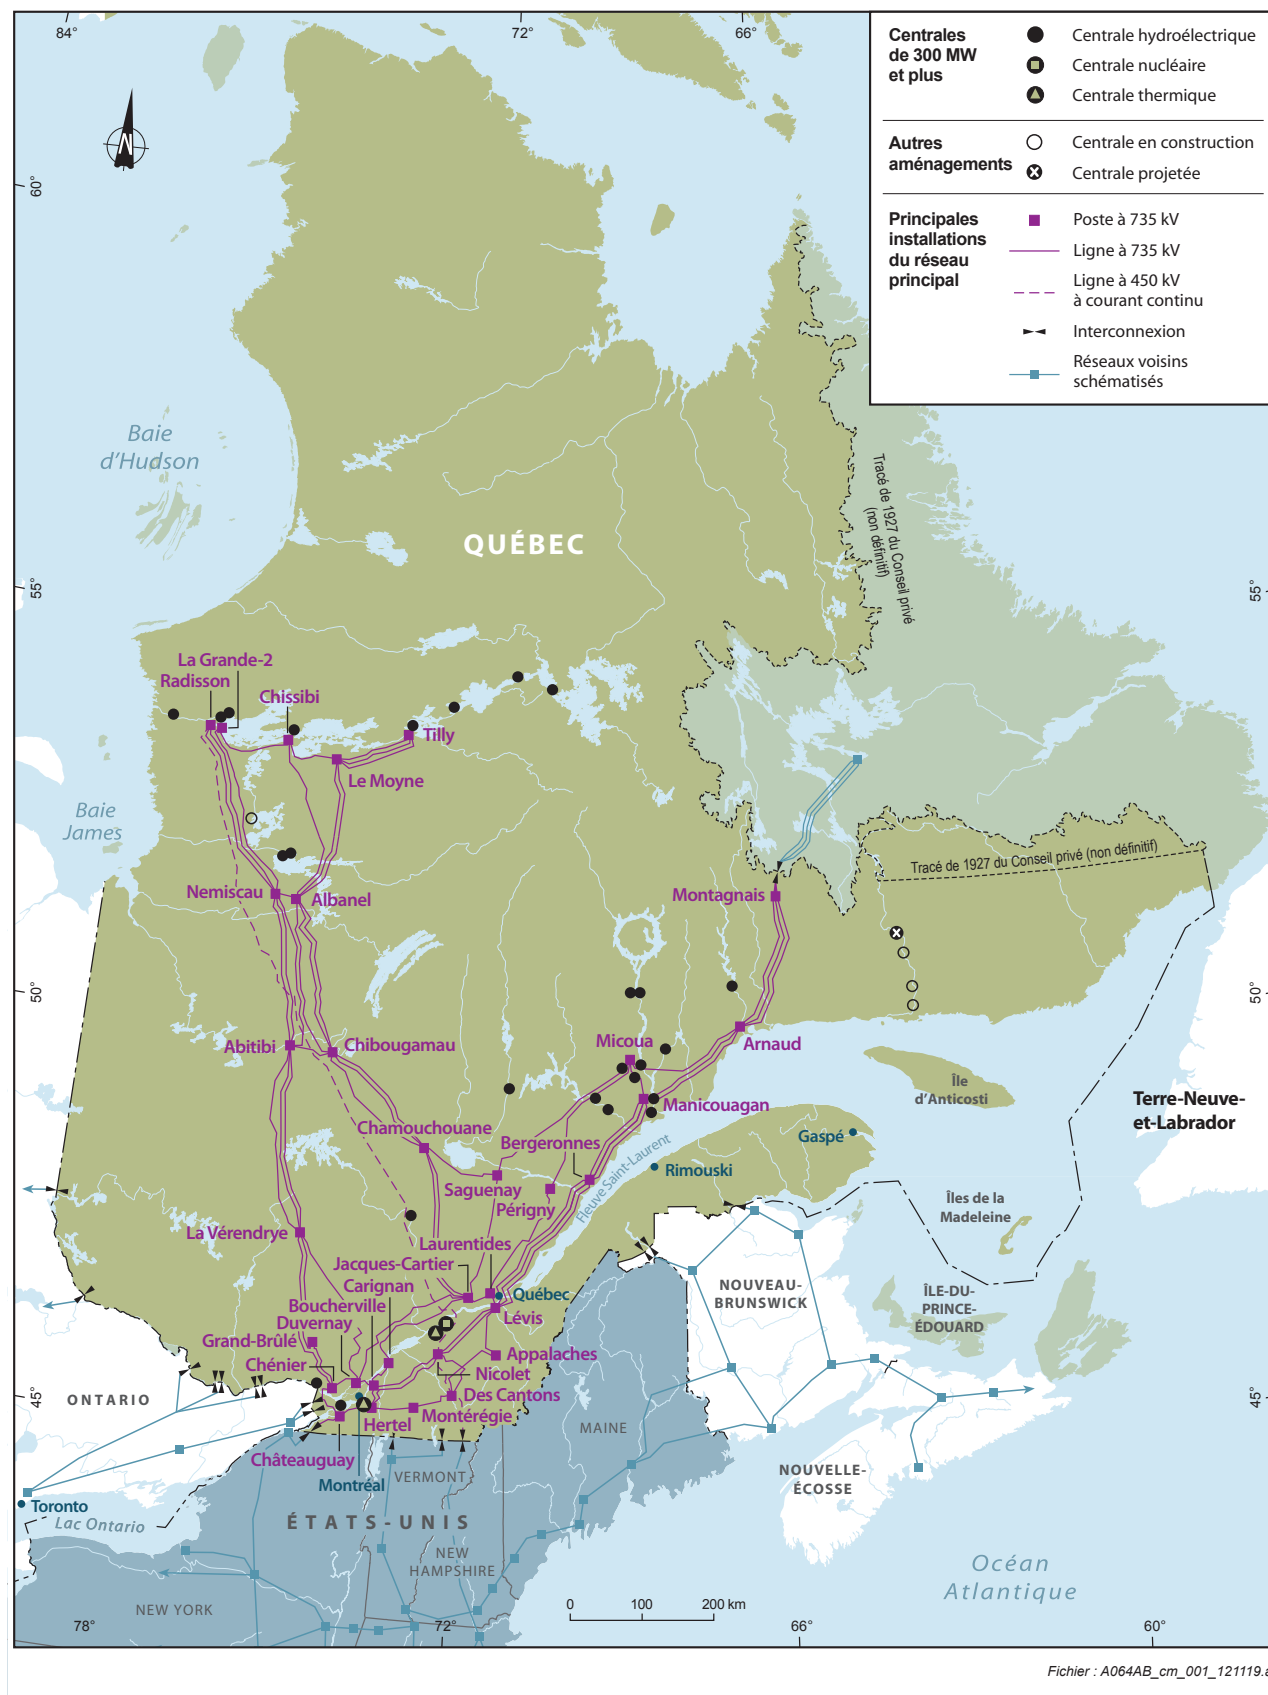 84°
72°
66°
Centrales
de 300 MW
et plus
Centrale hydroélectrique
Centrale nucléaire
Centrale thermique
Autres
aménagements
Centrale en construction
Centrale projetée
Principales
installations
du réseau
principal
Poste à 735 kV
Ligne à 735 kV
Ligne à 450 kV
à courant continu
Interconnexion
Réseaux voisins
schématisés
N
60°
Baie
d'Hudson
Tracé de 1927 du Conseil privé
(non définitif)
QUÉBEC
55°
55°
La Grande-2
Radisson
Chissibi
Tilly
Le Moyne
Baie
James
Tracé de 1927 du Conseil privé (non définitif)
Nemiscau
Albanel
Montagnais
50°
50°
Abitibi
Chibougamau
Micoua
Arnaud
Île
d'Anticosti
Manicouagan
Terre-Neuve-
et-Labrador
Chamouchouane
Bergeronnes
Gaspé
Fleuve Saint-Laurent
Rimouski
Saguenay
Périgny
Îles de la
Madeleine
La Vérendrye
Laurentides
Jacques-Cartier
Carignan
Québec
NOUVEAU-
BRUNSWICK
ÎLE-DU-
PRINCE-
ÉDOUARD
Boucherville
Duvernay
Lévis
Grand-Brûlé
Appalaches
Chénier
Nicolet
Des Cantons
ONTARIO
45°
45°
Hertel
Montérégie
MAINE
Châteauguay
Montréal
VERMONT
NOUVELLE-
ÉCOSSE
Toronto
Lac Ontario
ÉTATS-UNIS
NEW
HAMPSHIRE
Océan
Atlantique
NEW YORK
0
100
200 km
78°
72°
66°
60°
Fichier : A064AB_cm_001_121119.a